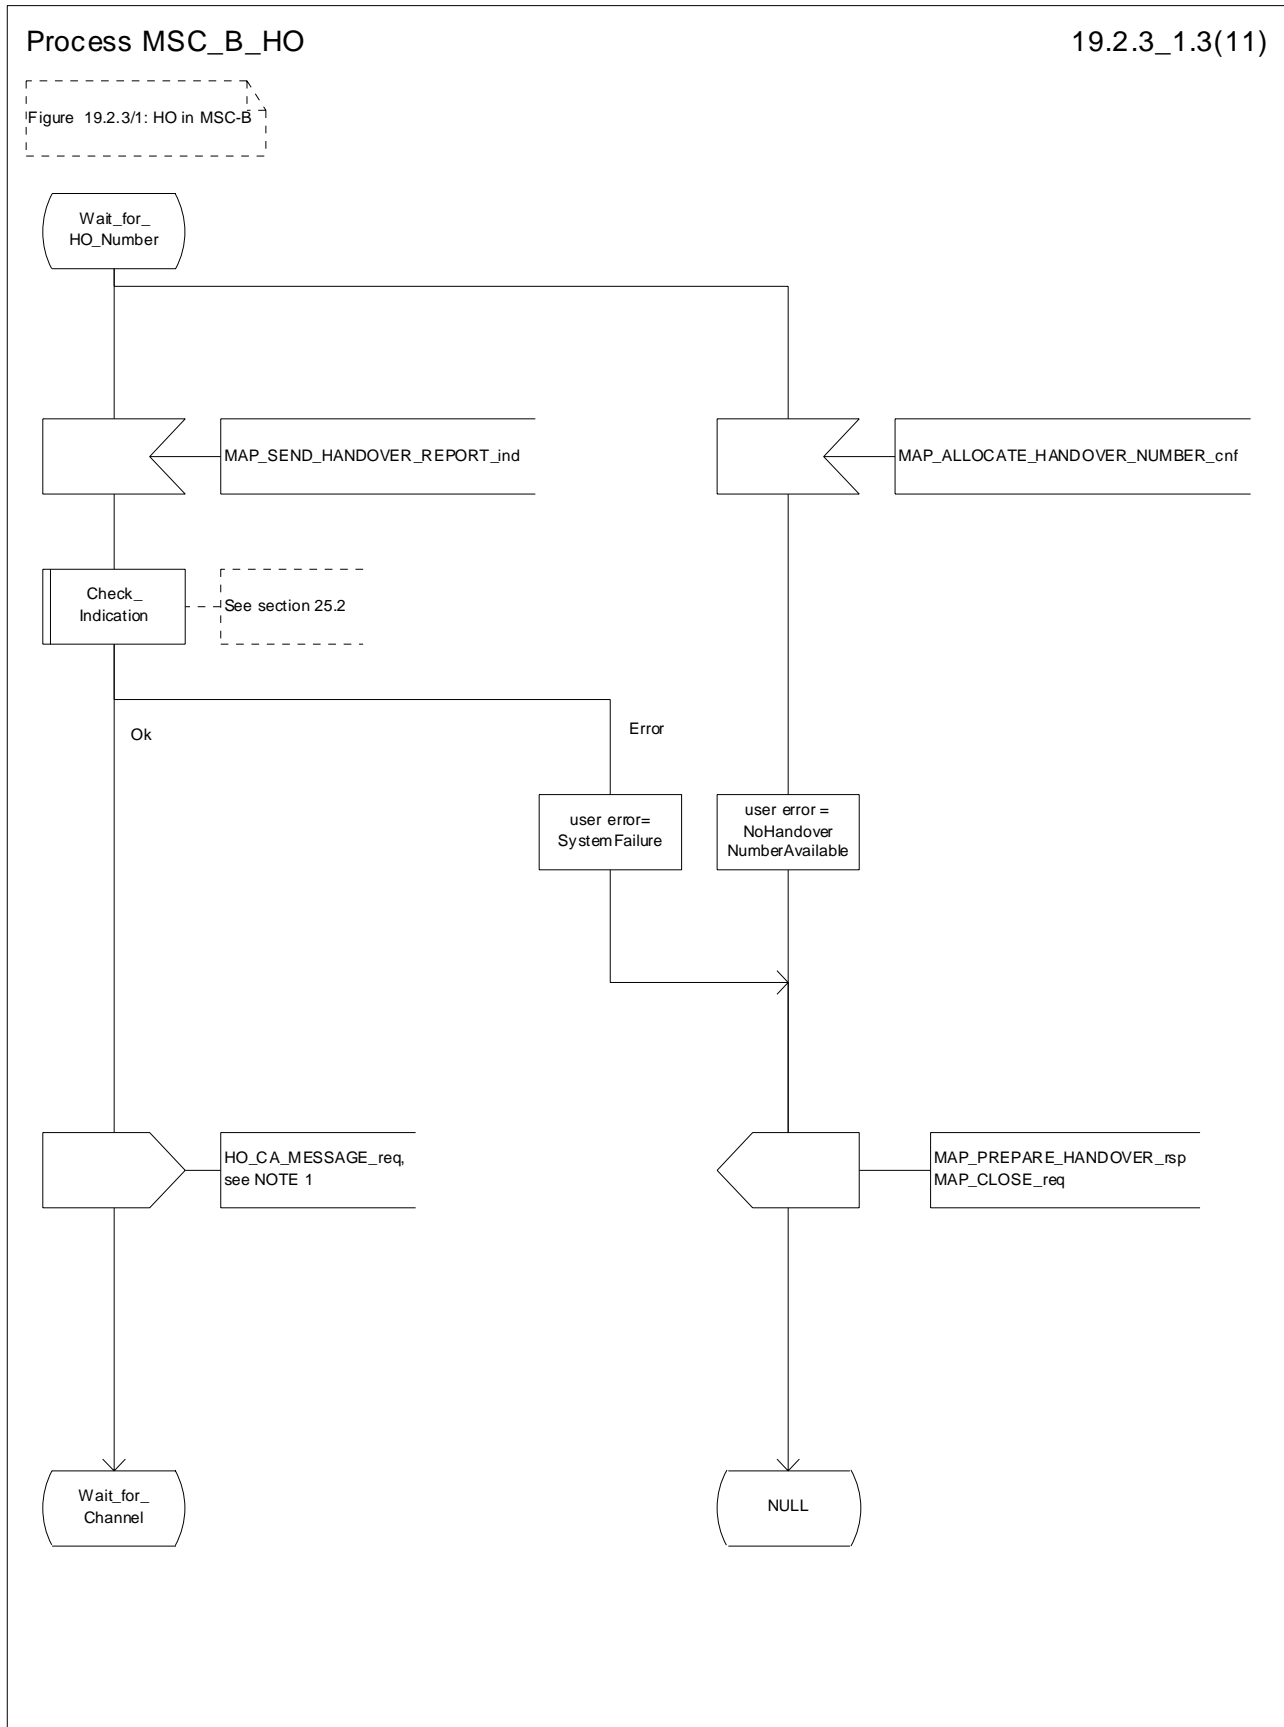 Process MSC_B_HO
19.2.3_1.3(11)
Figure 19.2.3/1: HO in MSC-B
Wait_for_
HO_Number
MAP_SEND_HANDOVER_REPORT_ind
MAP_ALLOCATE_HANDOVER_NUMBER_cnf
Check_
Indication
See section 25.2
Ok
Error
user error=
SystemFailure
user error =
NoHandover
NumberAvailable
HO_CA_MESSAGE_req,
see NOTE 1
MAP_PREPARE_HANDOVER_rsp
MAP_CLOSE_req
Wait_for_
Channel
NULL